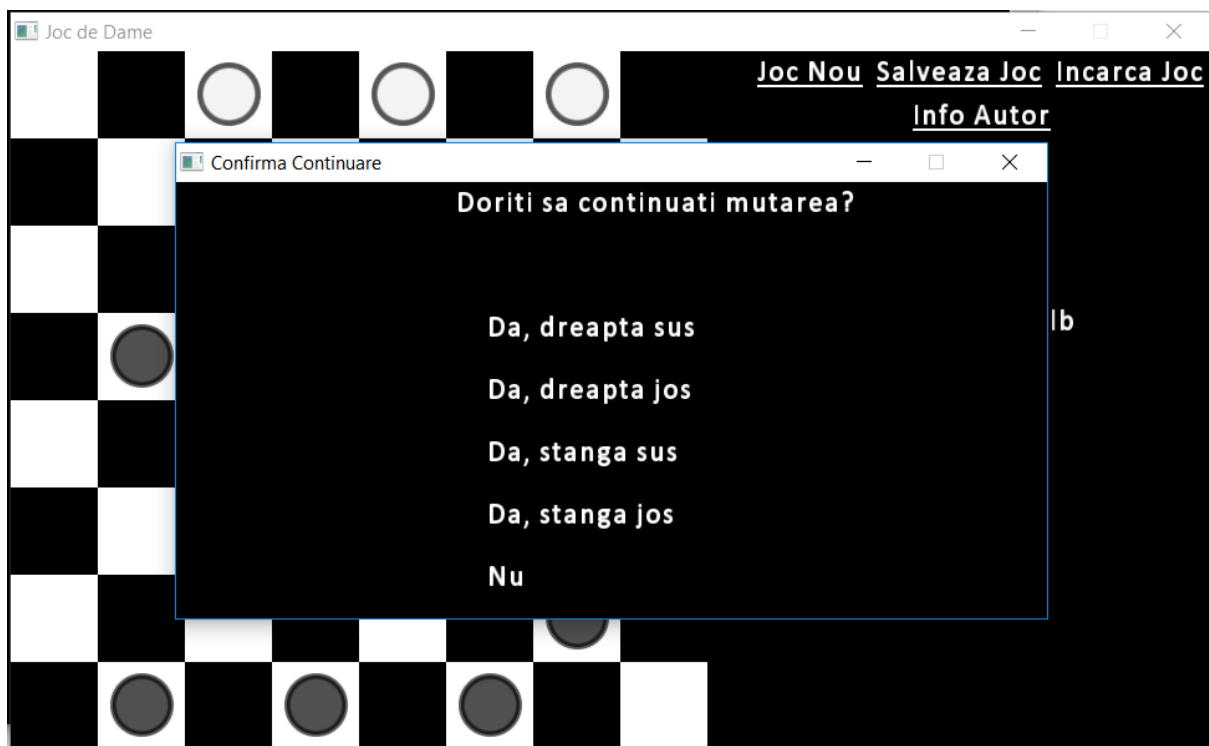 Joc de Dame
Joc Nou Salveaza Joc Incarca Joc
Info Autor
Confirma Continuare
Doriti sa continuati mutarea?
Da, dreapta sus
lb
Da, dreapta jos
Da, stanga sus
Da, stanga jos
Nu